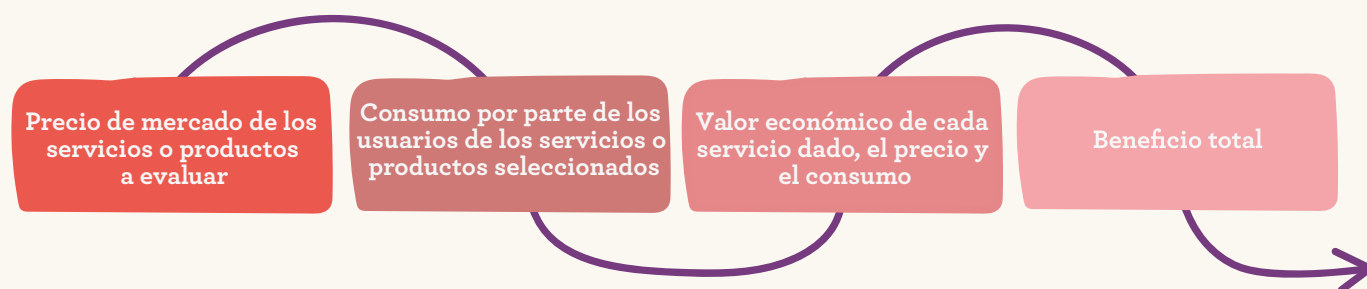 Precio de mercado de los
servicios o productos
a evaluar
Consumo por parte de los
usuarios de los servicios o
productos seleccionados
Valor económico de cada
servicio dado, el precio y
el consumo
Beneficio total